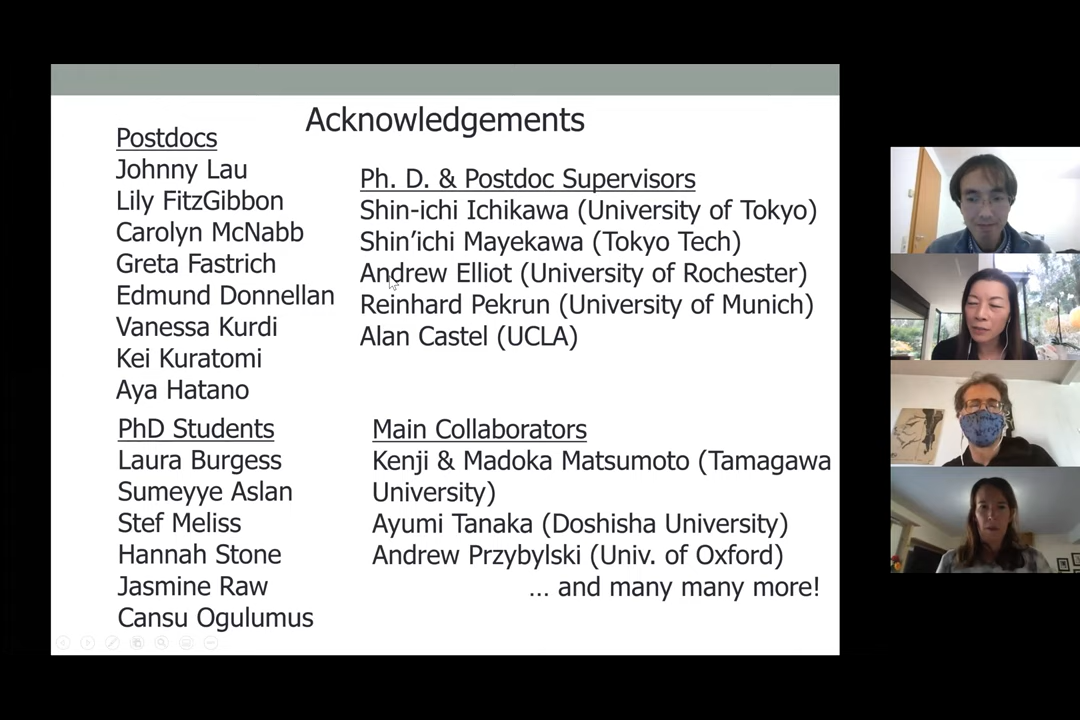 Acknowledgements
Postdocs
Johnny Lau
Lily FitzGibbon
Carolyn McNabb
Greta Fastrich
Edmund Donnellan
Vanessa Kurdi
Kei Kuratomi
Aya Hatano
PhD Students
Laura Burgess
Sumeyye Aslan
Stef Meliss
Hannah Stone
Jasmine Raw
Cansu Ogulumus
Ph. D. & Postdoc Supervisors
Shin-ichi Ichikawa (University of Tokyo)
Shin’ichi Mayekawa (Tokyo Tech)
Andrew Elliot (University of Rochester)
Reinhard Pekrun (University of Munich)
Alan Castel (UCLA)
Main Collaborators
Kenji & Madoka Matsumoto (Tamagawa
University)
Ayumi Tanaka (Doshisha University)
Andrew Przybylski (Univ. of Oxford)
… and many many more!